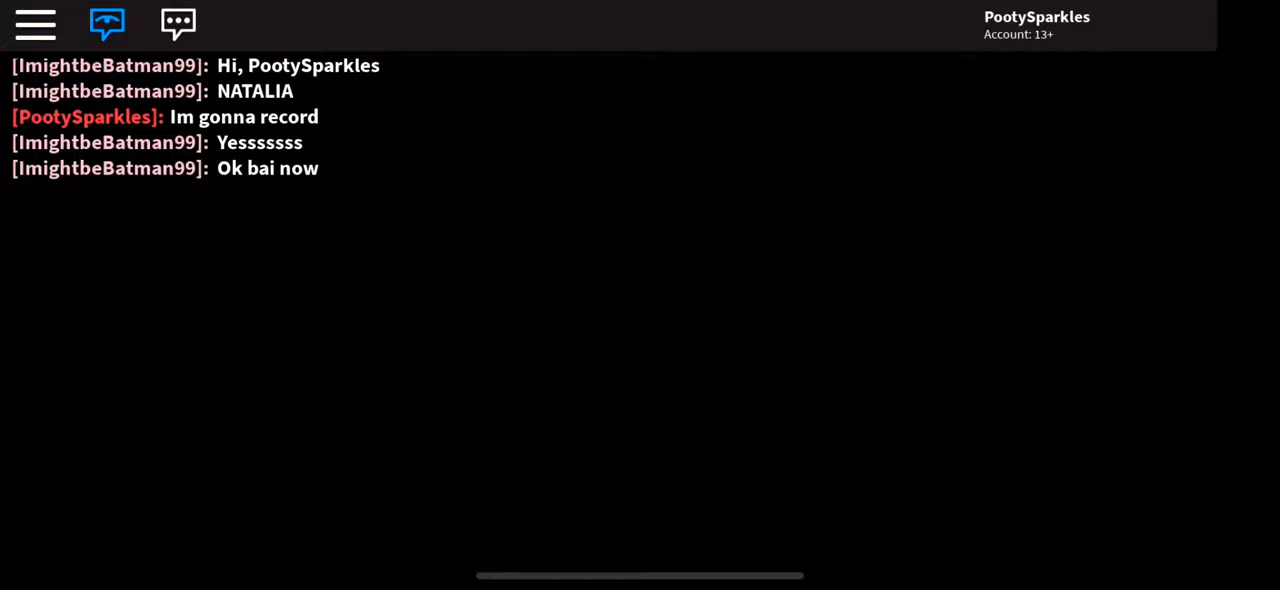 PootySparkles
Account: 13+
[ImightbeBatman99]: Hi, PootySparkles
[ImightbeBatman99]: NATALIA
[PootySparkles]: Im gonna record
[ImightbeBatman99]: Yesssssss
[ImightbeBatman99]: Ok bai now